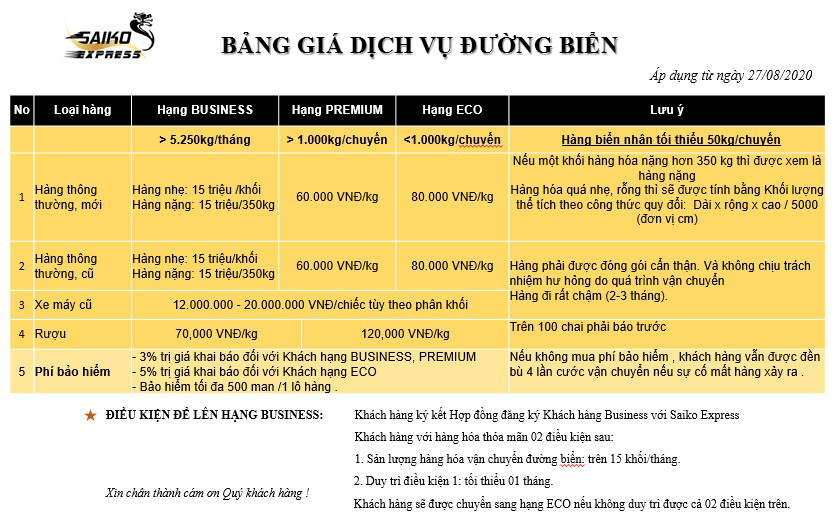 SAIKO
EXPRESS
BẢNG GIÁ DỊCH VỤ ĐƯỜNG BIỂN
Áp dụng từ ngày 27/08/2020
No Loại hàng Hạng BUSINESS Hạng PREMIUM Hạng ECO Lưu ý
> 5.250kg/tháng > 1.000kg/chuyến <1.000kg/chuyến Hàng biển nhân tối thiểu 50kg/chuyến
1
Hàng thông
thường, mới
Hàng nhẹ: 15 triệu /khối
Hàng nặng: 15 triệu/350kg
60.000 VNĐ/kg
80.000 VNĐ/kg
Nếu một khối hàng hóa nặng hơn 350 kg thì được xem là
hàng nặng
Hàng hóa quá nhẹ, rỗng thì sẽ được tính bằng Khối lượng
thể tích theo công thức quy đổi: Dài x rộng x cao / 5000
(đơn vị cm)
2
Hàng thông
thường, cũ
Hàng nhẹ: 15 triệu/khối
Hàng nặng: 15 triệu/350kg
60.000 VNĐ/kg
80.000 VNĐ/kg
Hàng phải được đóng gói cẩn thận. Và không chịu trách
nhiệm hư hỏng do quá trình vận chuyển
Hàng đi rất chậm (2-3 tháng).
3 Xe máy cũ 12.000.000 - 20.000.000 VNĐ/chiếc tùy theo phân khối
4 Rượu 70,000 VNĐ/kg 120,000 VNĐ/kg Trên 100 chai phải báo trước
5 Phí bảo hiểm
- 3% trị giá khai báo đối với Khách hạng BUSINESS, PREMIUM
- 5% trị giá khai báo đối với Khách hạng ECO
- Bảo hiểm tối đa 500 man /1 lô hàng .
Nếu không mua phí bảo hiểm , khách hàng vẫn được đền
bù 4 lần cước vận chuyển nếu sự cố mất hàng xảy ra .
ĐIỀU KIỆN ĐỂ LÊN HẠNG BUSINESS: Khách hàng ký kết Hợp đồng đăng ký Khách hàng Business với Saiko Express
Khách hàng với hàng hóa thỏa mãn 02 điều kiện sau:
1. Sản lượng hàng hóa vận chuyển đường biển: trên 15 khối/tháng.
2. Duy trì điều kiện 1: tối thiểu 01 tháng.
Xin chân thành cám ơn Quý khách hàng !
Khách hàng sẽ được chuyển sang hạng ECO nếu không duy trì được cả 02 điều kiện trên.